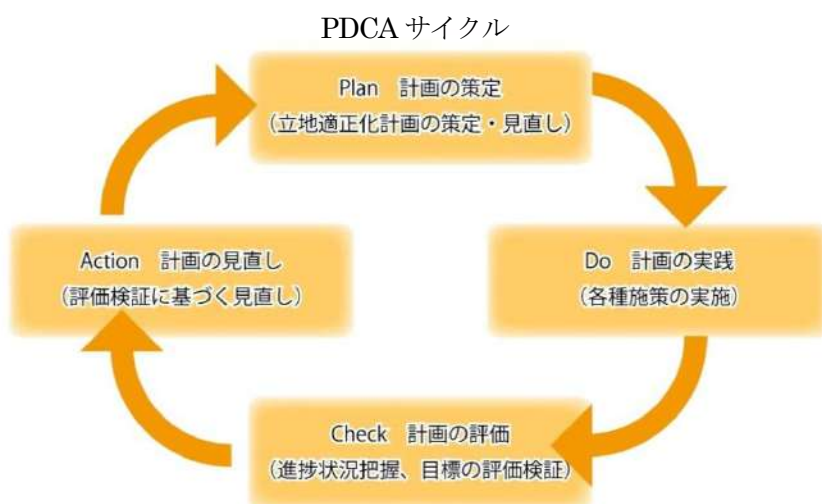 PDCA サイクル
Plan 計画の策定
（立地適正化計画の策定・見直し）
Action 計画の見直し
（評価検証に基づく見直し）
Do 計画の実践
（各種施策の実施）
Check 計画の評価
（進捗状況把握、目標の評価検証）